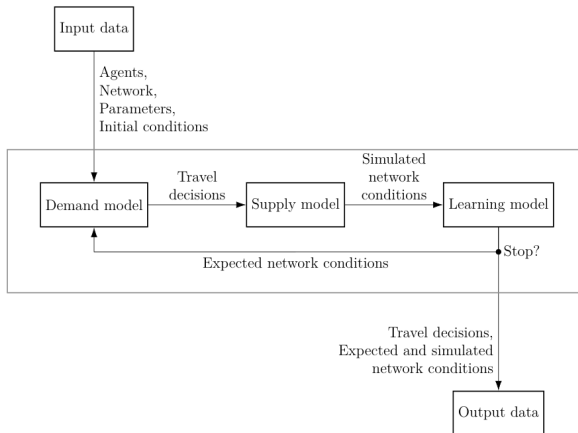 Input data
Agents,
Network,
Parameters,
Initial conditions
Demand model
Travel
decisions
Supply model
Simulated
network
conditions
Learning model
Stop?
Expected network conditions
Travel decisions,
Expected and simulated
network conditions
Output data